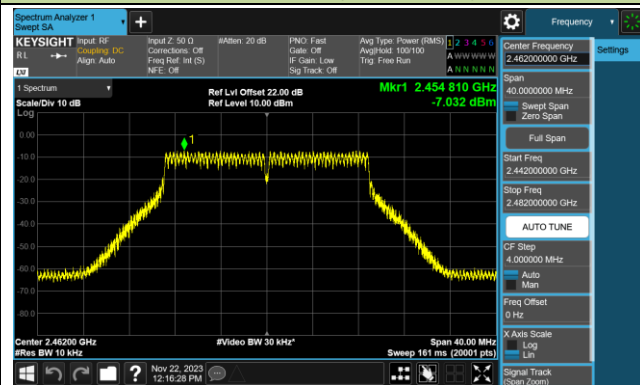 Spectrum Analyzer 1
Swept SA
Frequency
KEYSIGHT
RL
LXI
Input: RF
Coupling: DC
Align: Auto
Input Z: 50 Ω
Corrections: Off
Freq Ref: Int (S)
NFE: Off
#Atten: 20 dB
PNO: Fast
Gate: Off
IF Gain: Low
Sig Track: Off
Avg Type: Power (RMS)
Avg|Hold: 100/100
Trig: Free Run
1 2 3 4 5 6
A W W W W W
A N N N N N
Center Frequency
2.462000000 GHz
Settings
Span
40.0000000 MHz
Swept Span
Zero Span
Full Span
Start Freq
2.442000000 GHz
Stop Freq
2.482000000 GHz
AUTO TUNE
CF Step
4.000000 MHz
Auto
Man
Freq Offset
0 Hz
X Axis Scale
Log
Lin
Signal Track
(Span Zoom)
1 Spectrum
Scale/Div 10 dB
Log
Ref Lvl Offset 22.00 dB
Ref Level 10.00 dBm
Mkr1 2.454 810 GHz
-7.032 dBm
1
0.00
-10.0
-20.0
-30.0
-40.0
-50.0
-60.0
-70.0
-80.0
Center 2.46200 GHz
#Res BW 10 kHz
#Video BW 30 kHz*
Span 40.00 MHz
Sweep 161 ms (20001 pts)
?
Nov 22, 2023
12:16:28 PM